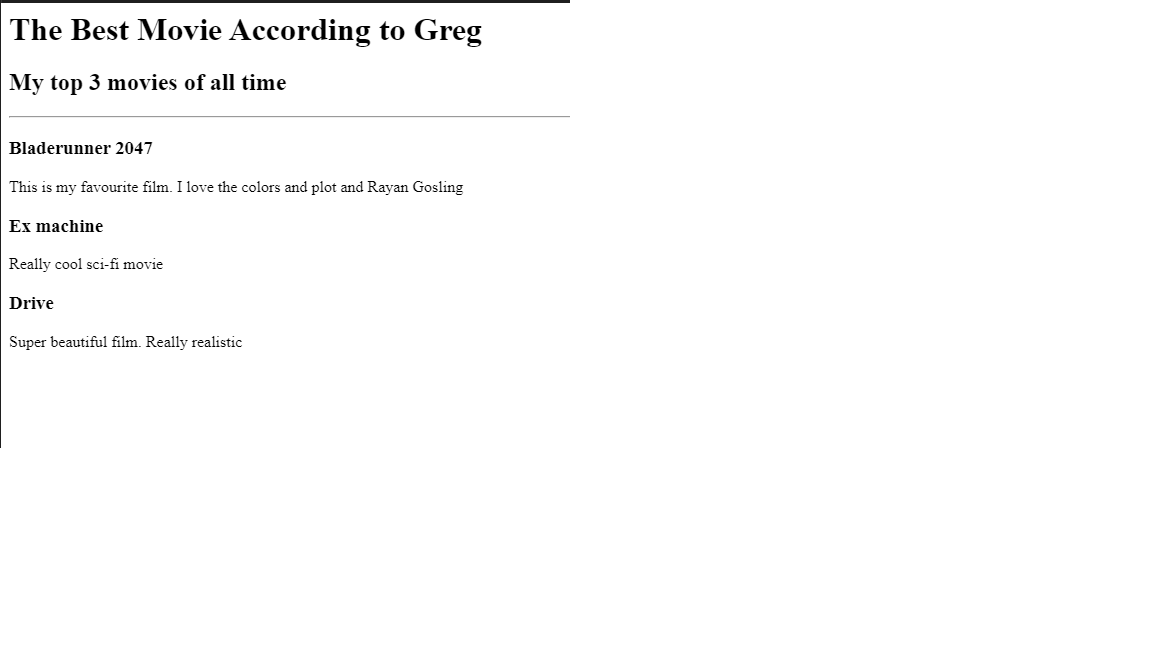 The Best Movie According to Greg
My top 3 movies of all time
Bladerunner 2047
This is my favourite film. I love the colors and plot and Rayan Gosling
Ex machine
Really cool sci-fi movie
Drive
Super beautiful film. Really realistic